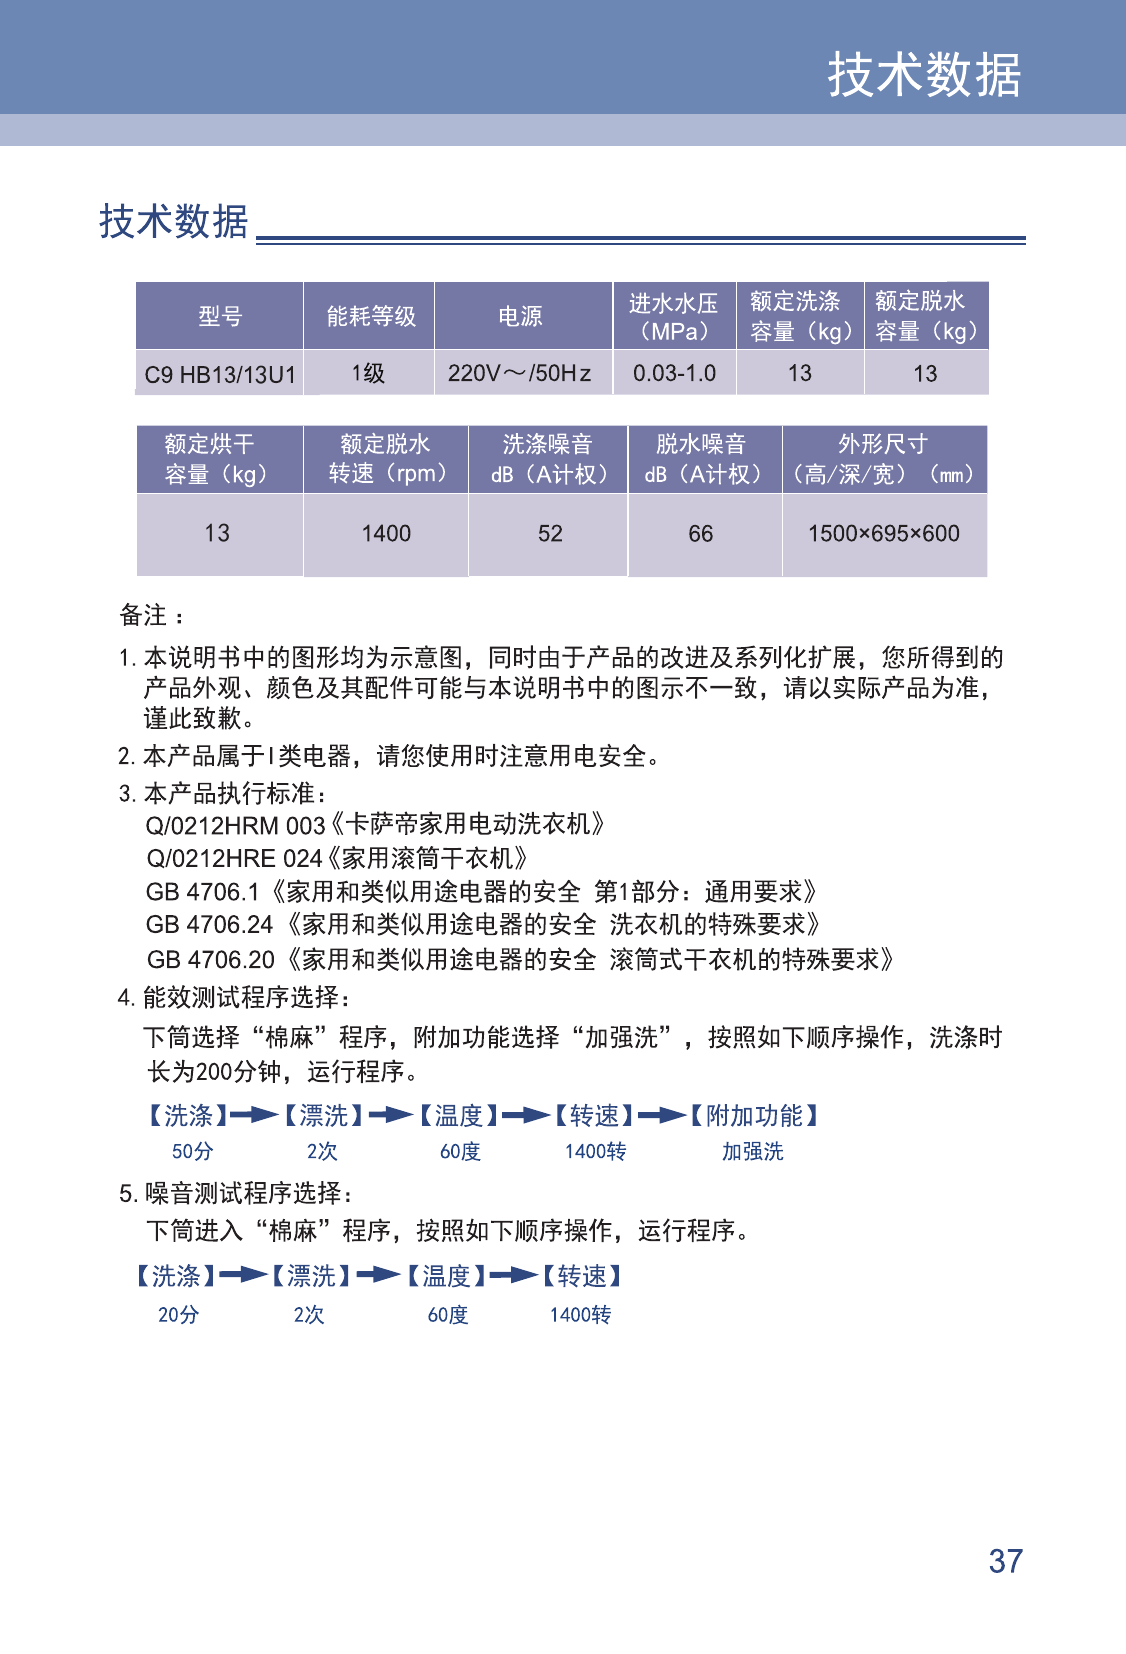 技术数据
技术数据
型号 能耗等级 电源 进水水压（MPa） 额定洗涤容量（kg） 额定脱水容量（kg）
C9 HB13/13U1 1级 220V～/50Hz 0.03-1.0 13 13
额定烘干容量（kg） 额定脱水转速（rpm） 洗涤噪音dB（A计权） 脱水噪音dB（A计权） 外形尺寸（高/深/宽）（mm）
13 1400 52 66 1500×695×600
备注：
1. 本说明书中的图形均为示意图，同时由于产品的改进及系列化扩展，您所得到的
产品外观、颜色及其配件可能与本说明书中的图示不一致，请以实际产品为准，
谨此致歉。
2. 本产品属于I类电器，请您使用时注意用电安全。
3. 本产品执行标准：
Q/0212HRM 003《卡萨帝家用电动洗衣机》
Q/0212HRE 024《家用滚筒干衣机》
GB 4706.1《家用和类似用途电器的安全 第1部分：通用要求》
GB 4706.24《家用和类似用途电器的安全 洗衣机的特殊要求》
GB 4706.20《家用和类似用途电器的安全 滚筒式干衣机的特殊要求》
4. 能效测试程序选择：
下筒选择“棉麻”程序，附加功能选择“加强洗”，按照如下顺序操作，洗涤时
长为200分钟，运行程序。
【洗涤】➡【漂洗】➡【温度】➡【转速】➡【附加功能】
50分 2次 60度 1400转 加强洗
5. 噪音测试程序选择：
下筒进入“棉麻”程序，按照如下顺序操作，运行程序。
【洗涤】➡【漂洗】➡【温度】➡【转速】
20分 2次 60度 1400转
37